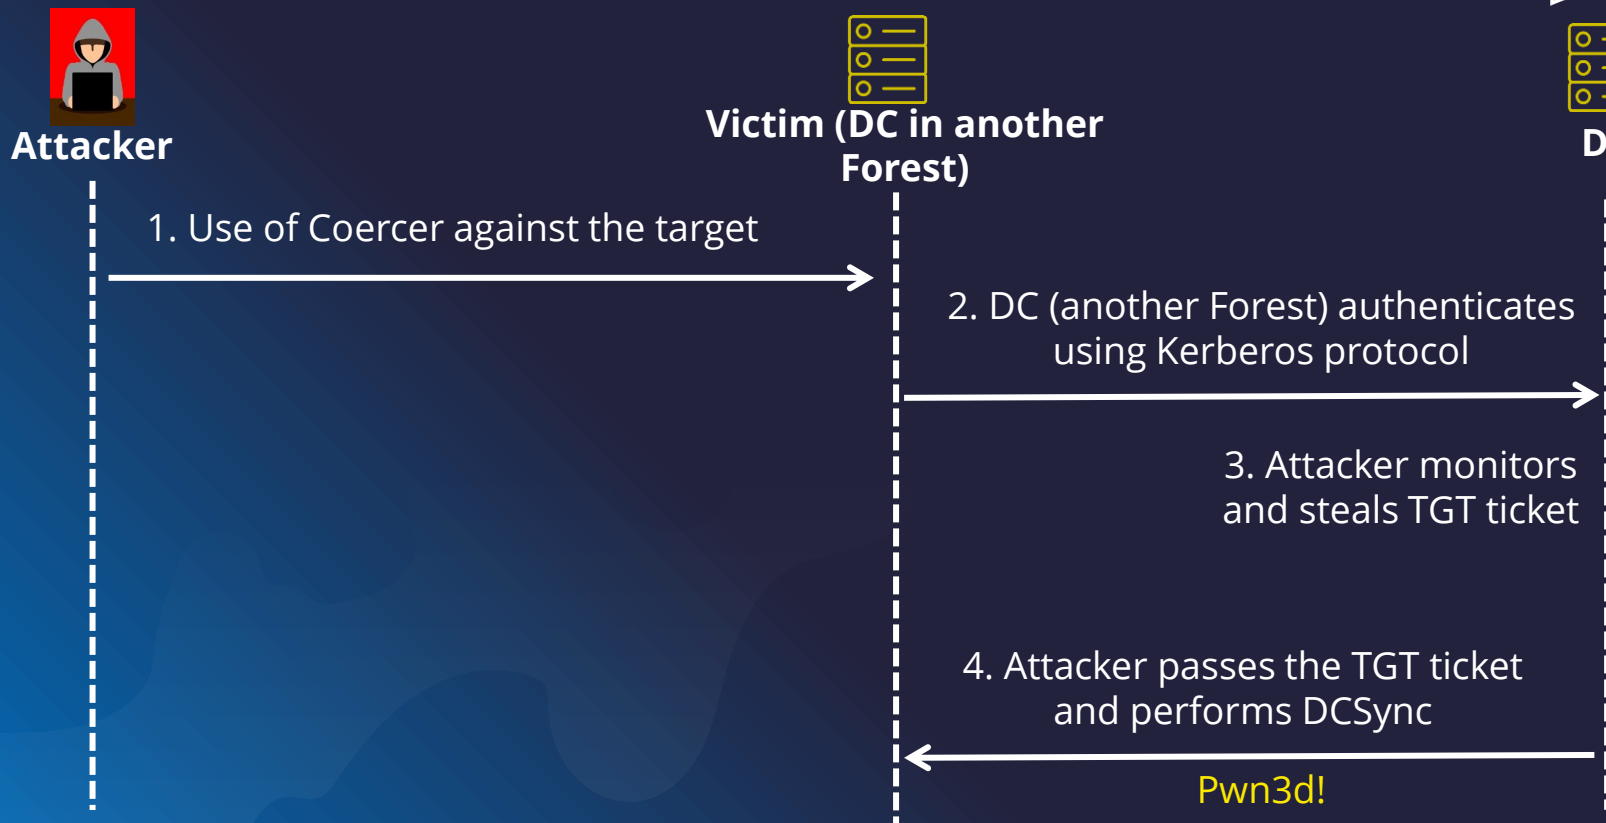 Attacker
Victim (DC in another
Forest)
1. Use of Coercer against the target
2. DC (another Forest) authenticates
using Kerberos protocol
3. Attacker monitors
and steals TGT ticket
4. Attacker passes the TGT ticket
and performs DCSync
Pwn3d!